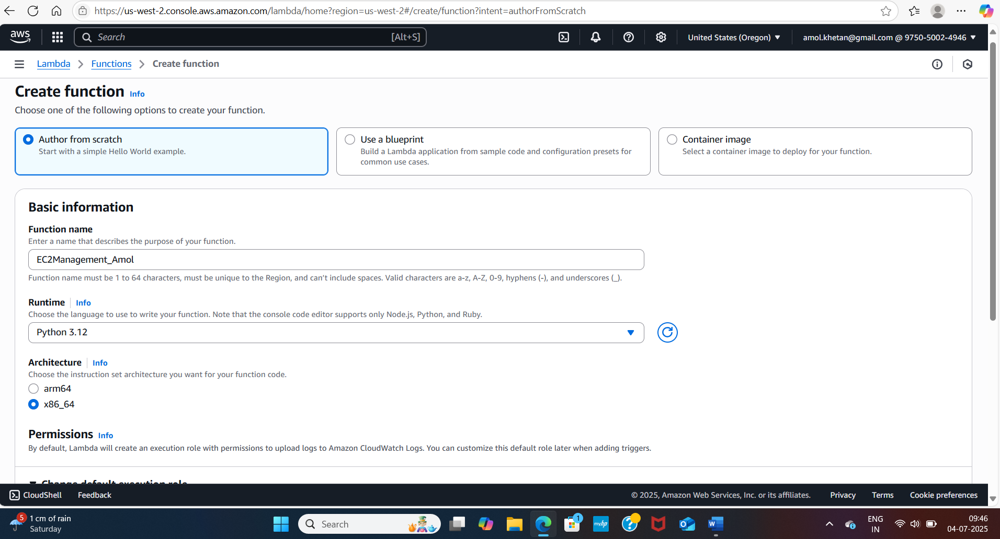 https://us-west-2.console.aws.amazon.com/lambda/home?region=us-west-2#/create/function?intent=authorFromScratch
aws
Search
[Alt+S]
United States (Oregon)
amol.khetan@gmail.com @ 9750-5002-4946
Lambda
Functions
Create function
Create function Info
Choose one of the following options to create your function.
Author from scratch
Start with a simple Hello World example.
Use a blueprint
Build a Lambda application from sample code and configuration presets for
common use cases.
Container image
Select a container image to deploy for your function.
Basic information
Function name
Enter a name that describes the purpose of your function.
EC2Management_Amol
Function name must be 1 to 64 characters, must be unique to the Region, and can’t include spaces. Valid characters are a-z, A-Z, 0-9, hyphens (-), and underscores (_).
Runtime Info
Choose the language to use to write your function. Note that the console code editor supports only Node.js, Python, and Ruby.
Python 3.12
Architecture Info
Choose the instruction set architecture you want for your function code.
arm64
x86_64
Permissions Info
By default, Lambda will create an execution role with permissions to upload logs to Amazon CloudWatch Logs. You can customize this default role later when adding triggers.
Change default execution role
CloudShell
Feedback
© 2025, Amazon Web Services, Inc. or its affiliates.
Privacy
Terms
Cookie preferences
5
1 cm of rain
Saturday
Search
1
myhp
ENG
IN
09:46
04-07-2025